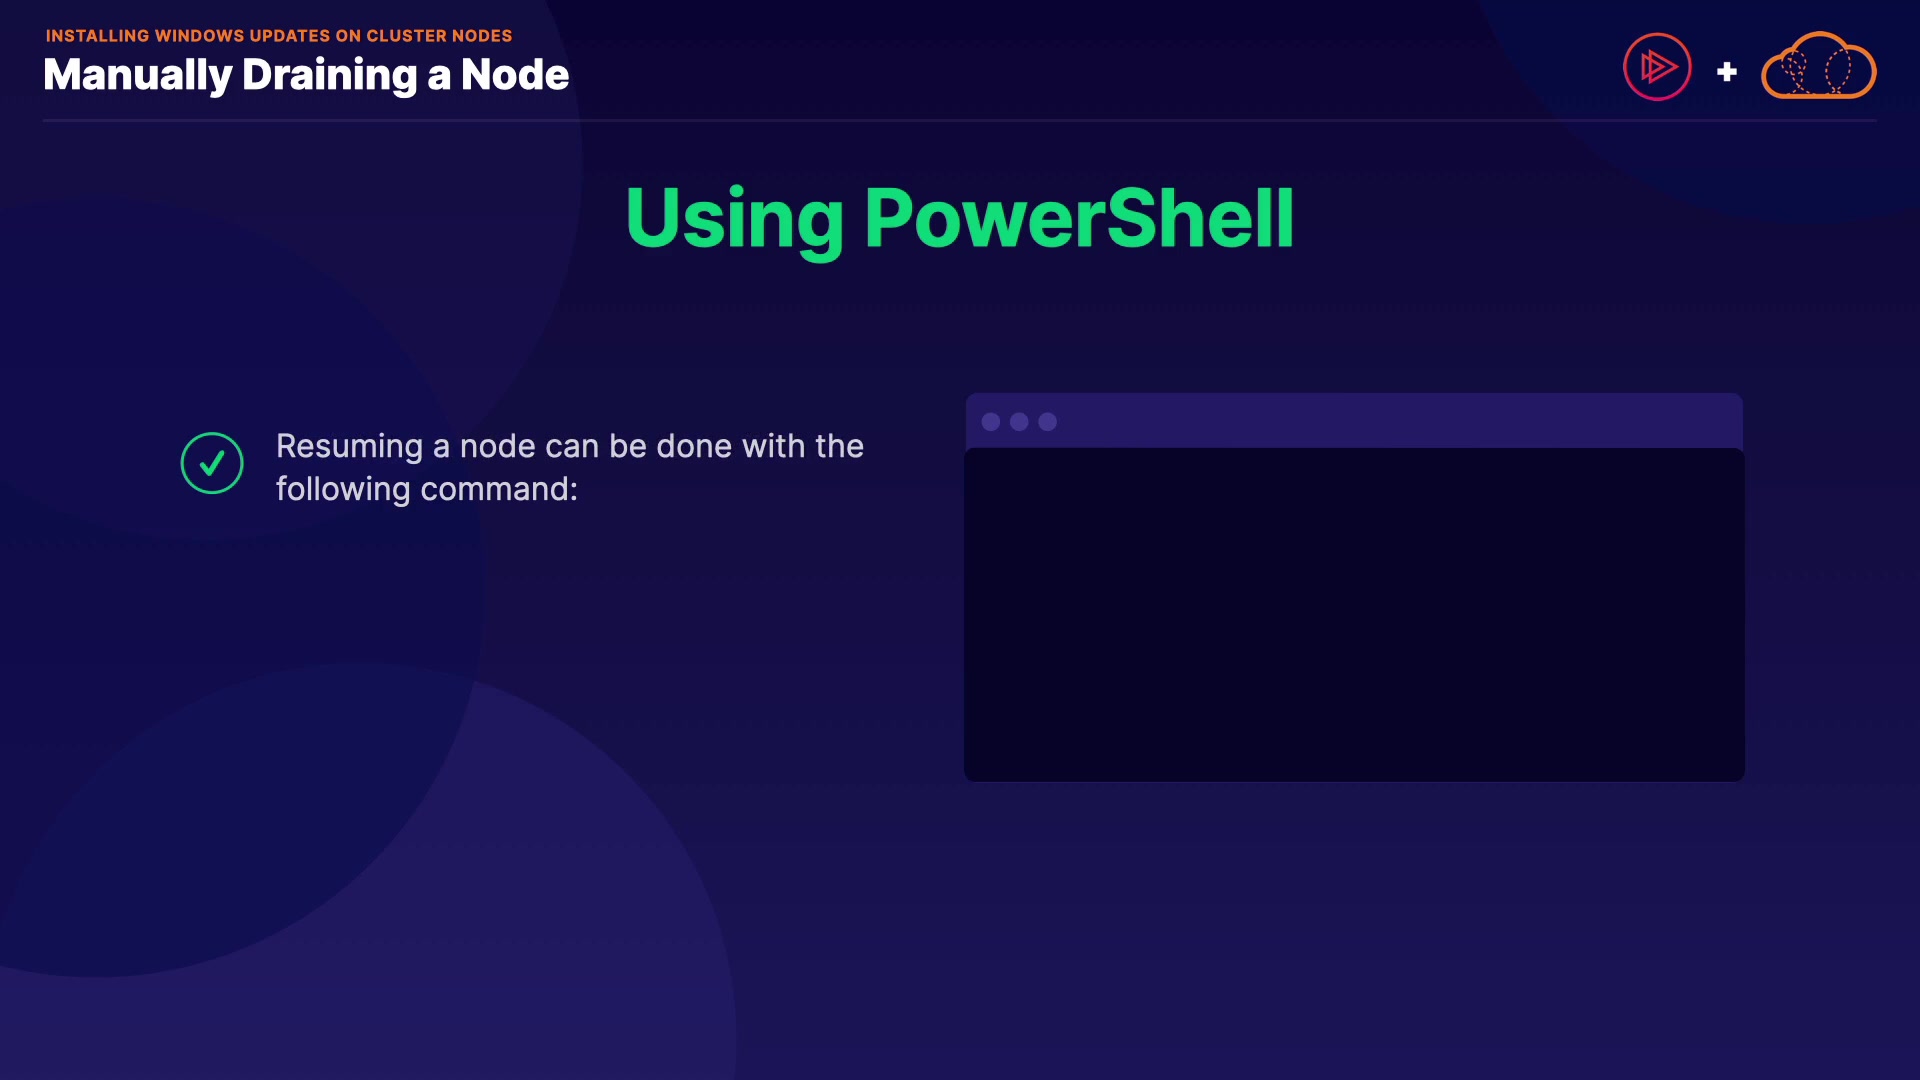 INSTALLING WINDOWS UPDATES ON CLUSTER NODES
Manually Draining a Node
+
Using PowerShell
Resuming a node can be done with the
following command: